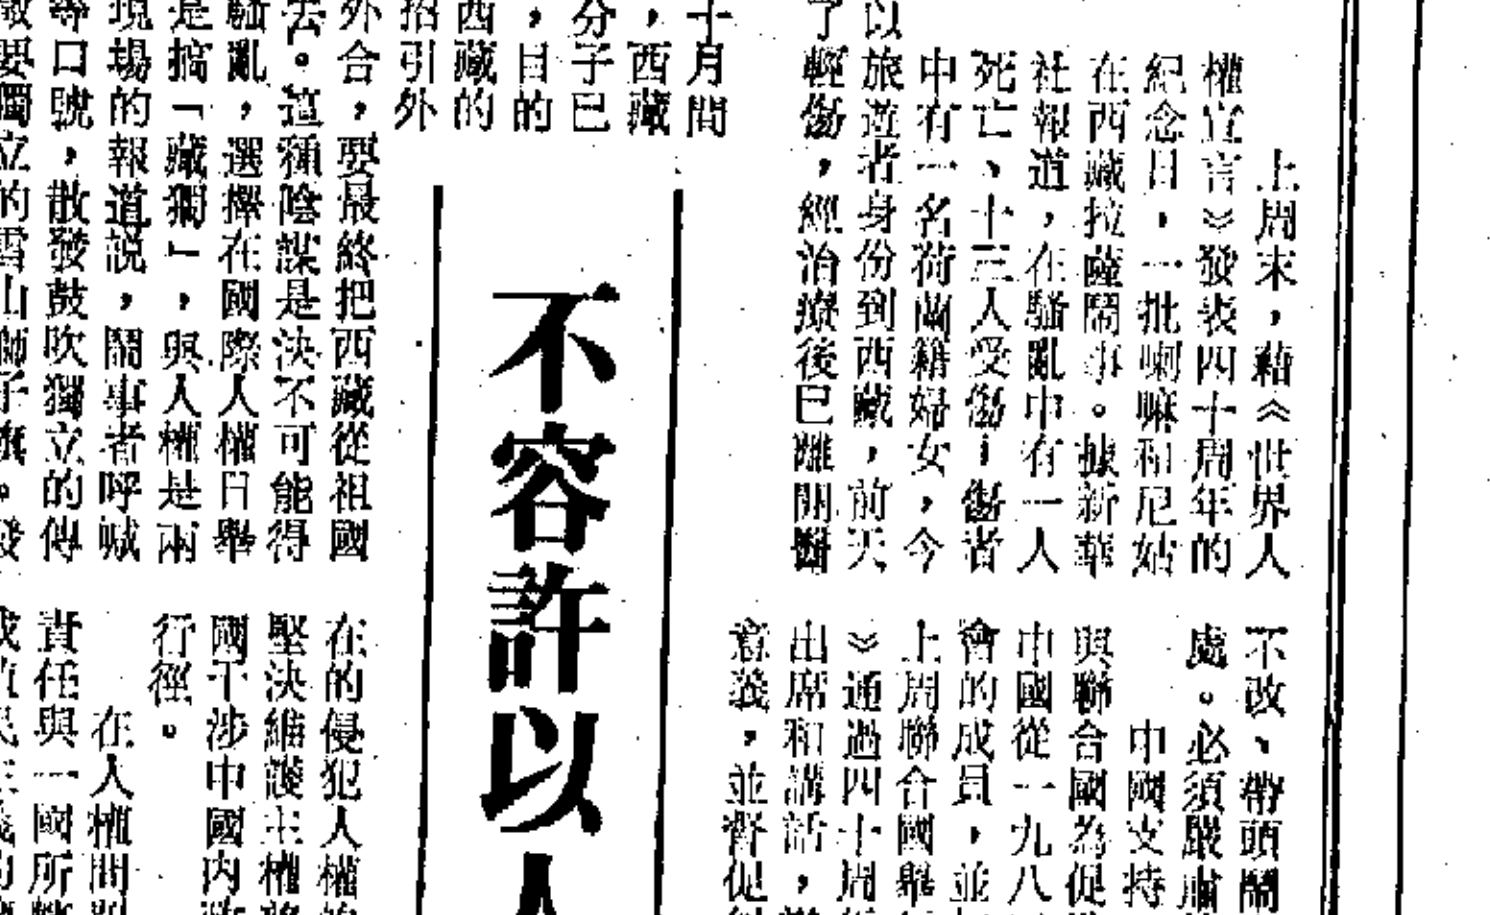 上周末，藉《世界人
權宣言》發表四十周年的
紀念日，一批喇嘛和尼姑
在西藏拉薩鬧事。據新華
社報道，在騷亂中有一人
死亡、十三人受傷；傷者
中有一名荷蘭籍婦女，今
以旅遊者身份到西藏，前天
了輕傷，經治療後已離開醫
不改、帶頭鬧
處。必須嚴肅
中國支持
與聯合國為促
中國從一九八
會的成員，並
上周聯合國舉
》通過四十周
出席和講話，
意義，並督促
不容許以人
十月間
，西藏
分子已
，目的
西藏的
招引外
外合，要最終把西藏從祖國
去。這種陰謀是決不可能得
騷亂，選擇在國際人權日舉
是搞「藏獨」，與人權是兩
現場的報道說，鬧事者呼喊
等口號，散發鼓吹獨立的傳
要獨立的雪山獅子旗。發
在的侵犯人權
堅決維護主權
國干涉中國內
行徑。
在人權問
責任與一國所